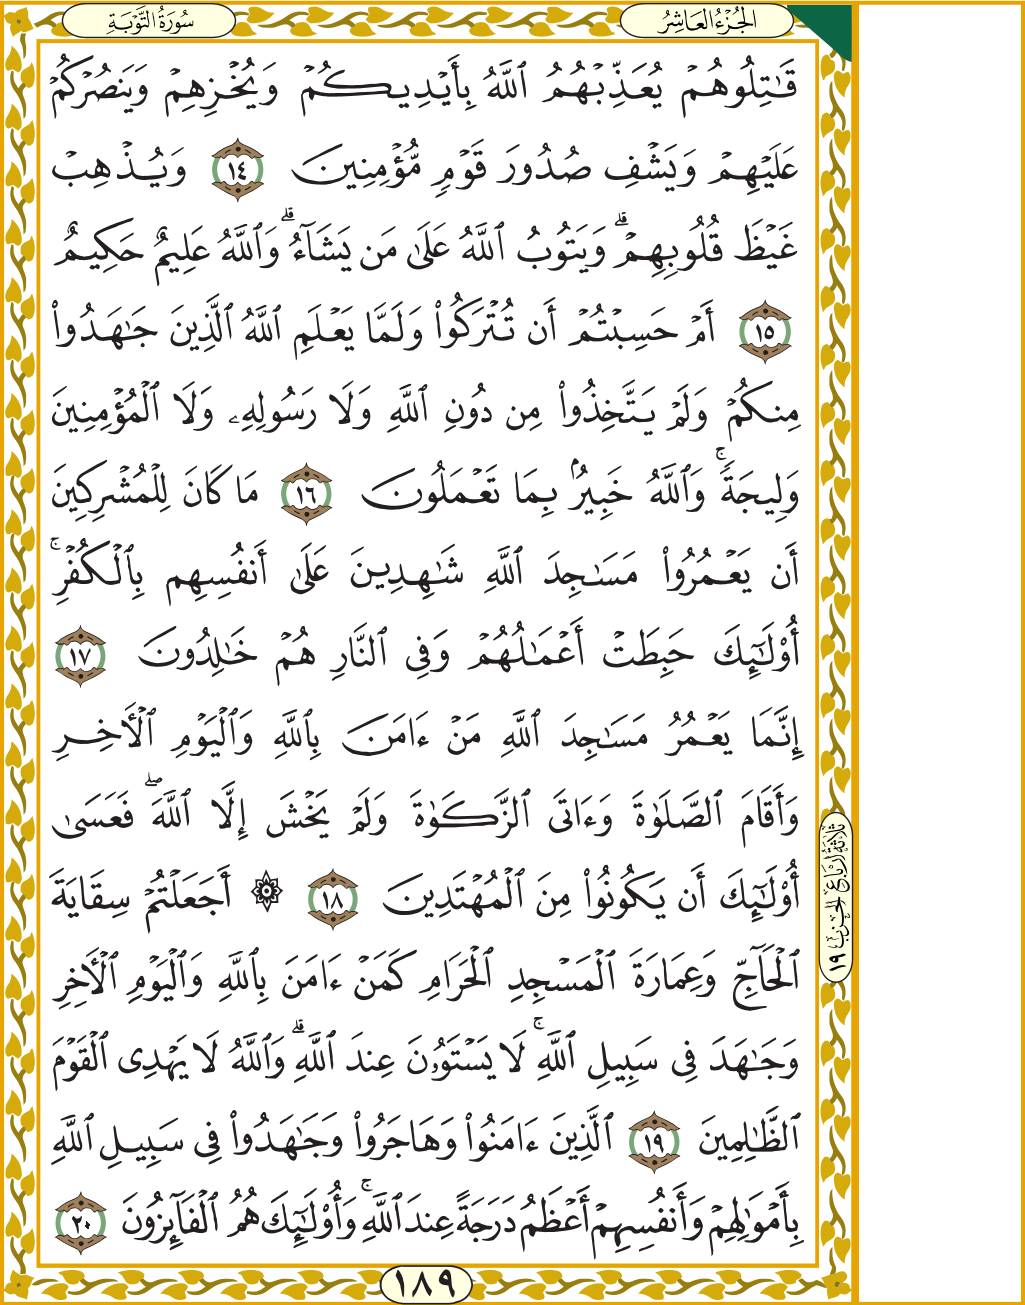 الجُزْءُ العَاشِرُ
سُورَةُ التَّوْبَةِ
قَـٰتِلُوهُمْ يُعَذِّبْهُمُ ٱللَّهُ بِأَيْدِيكُمْ وَيُخْزِهِمْ وَيَنصُرْكُمْ
عَلَيْهِمْ وَيَشْفِ صُدُورَ قَوْمٍ مُّؤْمِنِينَ ١٤ وَيُذْهِبْ
غَيْظَ قُلُوبِهِمْ ۗ وَيَتُوبُ ٱللَّهُ عَلَىٰ مَن يَشَآءُ ۗ وَٱللَّهُ عَلِيمٌ حَكِيمٌ
١٥ أَمْ حَسِبْتُمْ أَن تُتْرَكُوا۟ وَلَمَّا يَعْلَمِ ٱللَّهُ ٱلَّذِينَ جَـٰهَدُوا۟
مِنكُمْ وَلَمْ يَتَّخِذُوا۟ مِن دُونِ ٱللَّهِ وَلَا رَسُولِهِۦ وَلَا ٱلْمُؤْمِنِينَ
وَلِيجَةً ۚ وَٱللَّهُ خَبِيرٌۢ بِمَا تَعْمَلُونَ ١٦ مَا كَانَ لِلْمُشْرِكِينَ
أَن يَعْمُرُوا۟ مَسَـٰجِدَ ٱللَّهِ شَـٰهِدِينَ عَلَىٰٓ أَنفُسِهِم بِٱلْكُفْرِ ۚ
أُو۟لَـٰٓئِكَ حَبِطَتْ أَعْمَـٰلُهُمْ وَفِى ٱلنَّارِ هُمْ خَـٰلِدُونَ ١٧
إِنَّمَا يَعْمُرُ مَسَـٰجِدَ ٱللَّهِ مَنْ ءَامَنَ بِٱللَّهِ وَٱلْيَوْمِ ٱلْـَٔاخِرِ
وَأَقَامَ ٱلصَّلَوٰةَ وَءَاتَى ٱلزَّكَوٰةَ وَلَمْ يَخْشَ إِلَّا ٱللَّهَ ۖ فَعَسَىٰٓ
أُو۟لَـٰٓئِكَ أَن يَكُونُوا۟ مِنَ ٱلْمُهْتَدِينَ ١٨ ۞ أَجَعَلْتُمْ سِقَايَةَ
ٱلْحَآجِّ وَعِمَارَةَ ٱلْمَسْجِدِ ٱلْحَرَامِ كَمَنْ ءَامَنَ بِٱللَّهِ وَٱلْيَوْمِ ٱلْـَٔاخِرِ
وَجَـٰهَدَ فِى سَبِيلِ ٱللَّهِ ۚ لَا يَسْتَوُۥنَ عِندَ ٱللَّهِ ۗ وَٱللَّهُ لَا يَهْدِى ٱلْقَوْمَ
ٱلظَّـٰلِمِينَ ١٩ ٱلَّذِينَ ءَامَنُوا۟ وَهَاجَرُوا۟ وَجَـٰهَدُوا۟ فِى سَبِيلِ ٱللَّهِ
بِأَمْوَٰلِهِمْ وَأَنفُسِهِمْ أَعْظَمُ دَرَجَةً عِندَ ٱللَّهِ ۚ وَأُو۟لَـٰٓئِكَ هُمُ ٱلْفَآئِزُونَ ٢٠
ثَلَاثَةُ أَرْبَاعِ الحِزْبِ ١٩
١٨٩